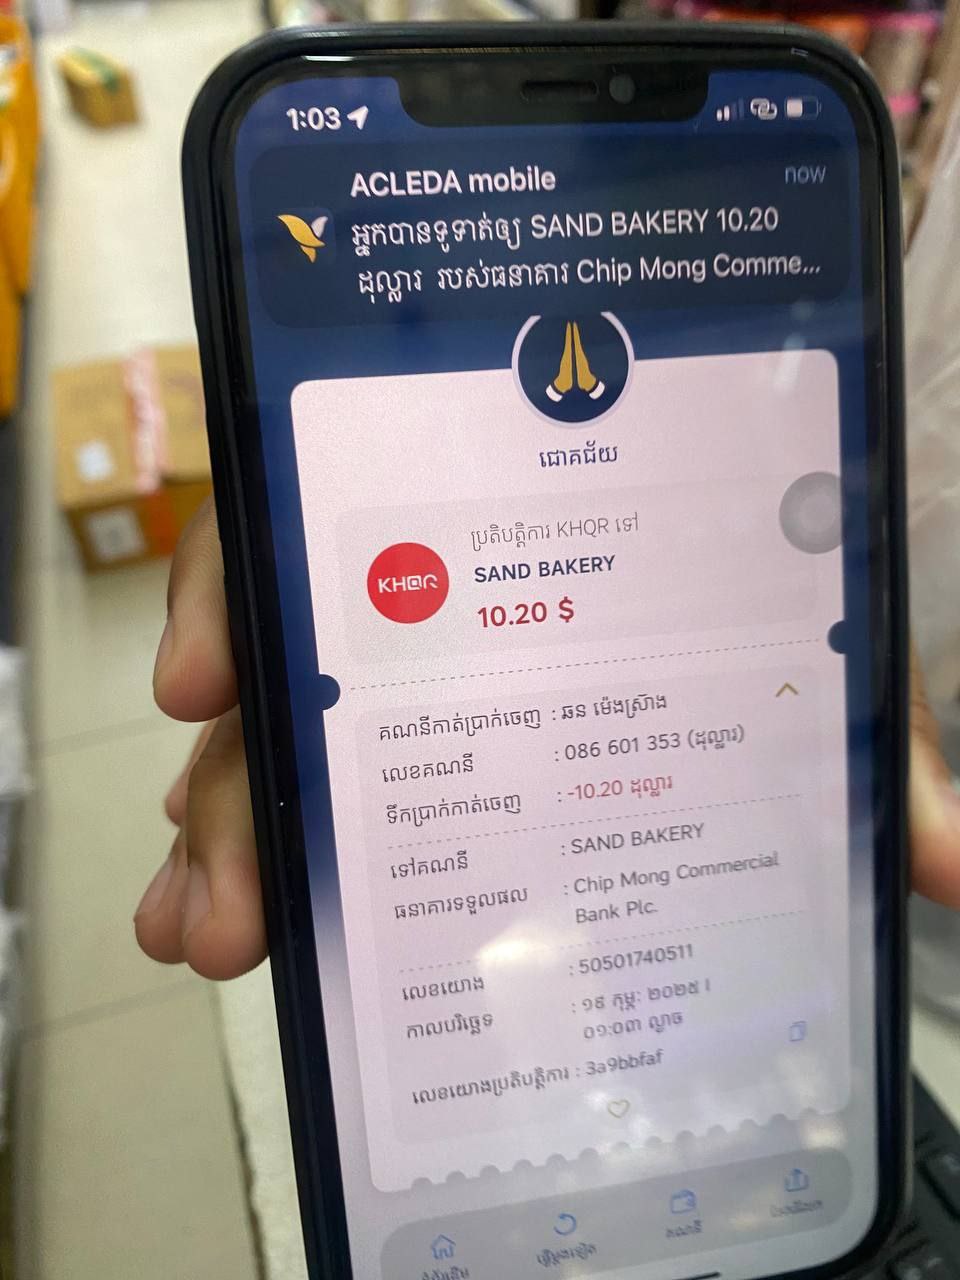 1:03
ACLEDA mobile
now
អ្នកបានទូទាត់ឲ្យ SAND BAKERY 10.20
ដុល្លារ របស់ធនាគារ Chip Mong Comme...
ជោគជ័យ
ប្រតិបត្តិការ KHQR ទៅ
KHQR
SAND BAKERY
10.20 $
គណនីកាត់ប្រាក់ចេញ : ឆន ម៉េងស្រ៊ាង
លេខគណនី : 086 601 353 (ដុល្លារ)
ទឹកប្រាក់កាត់ចេញ : -10.20 ដុល្លារ
ទៅគណនី : SAND BAKERY
ធនាគារទទួលផល : Chip Mong Commercial
Bank Plc.
លេខយោង : 50501740511
កាលបរិច្ឆេទ : ១៩ កុម្ភៈ ២០២៥ |
០១:០៣ ល្ងាច
លេខយោងប្រតិបត្តិការ : 3a9bbfaf
ធ្វើម្តងទៀត
គណនី